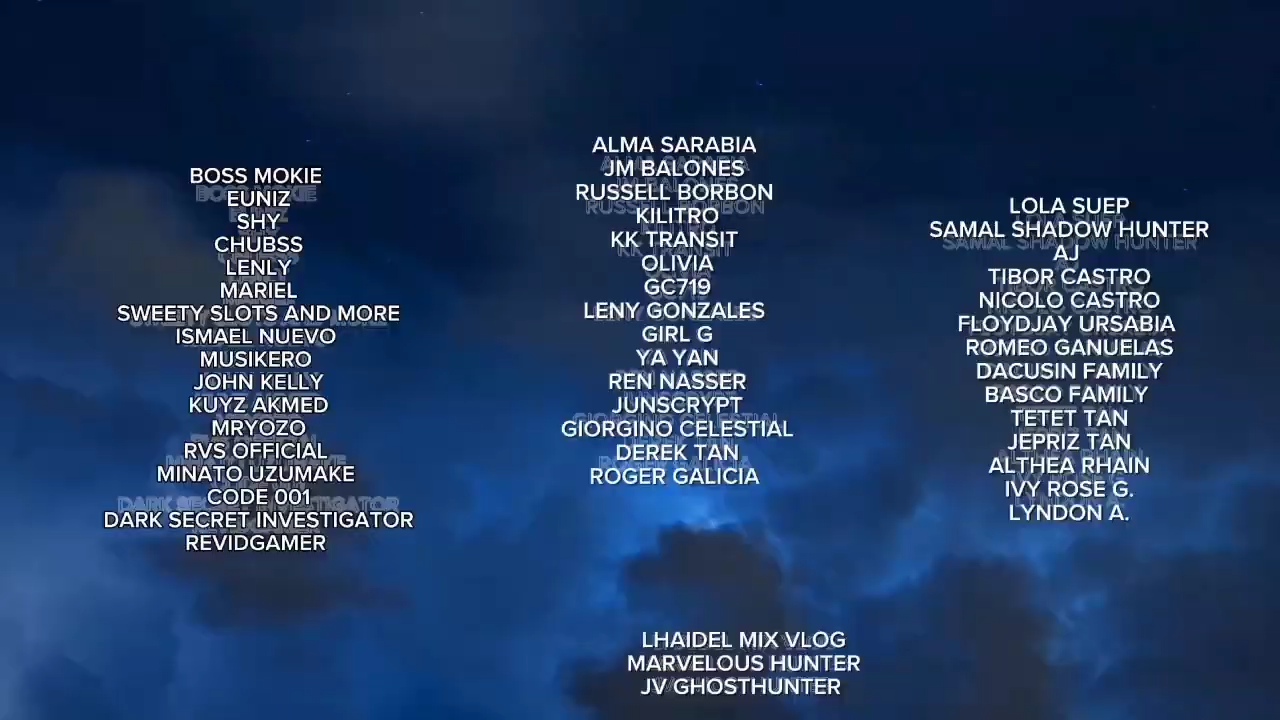 BOSS MOKIE
EUNIZ
SHY
CHUBSS
LENLY
MARIEL
SWEETY SLOTS AND MORE
ISMAEL NUEVO
MUSIKERO
JOHN KELLY
KUYZ AKMED
MRYOZO
RVS OFFICIAL
MINATO UZUMAKE
CODE 001
DARK SECRET INVESTIGATOR
REVIDGAMER
ALMA SARABIA
JM BALONES
RUSSELL BORBON
KILITRO
KK TRANSIT
OLIVIA
GC719
LENY GONZALES
GIRL G
YA YAN
REN NASSER
JUNSCRYPT
GIORGINO CELESTIAL
DEREK TAN
ROGER GALICIA
LOLA SUEP
SAMAL SHADOW HUNTER
AJ
TIBOR CASTRO
NICOLO CASTRO
FLOYDJAY URSABIA
ROMEO GANUELAS
DACUSIN FAMILY
BASCO FAMILY
TETET TAN
JEPRIZ TAN
ALTHEA RHAIN
IVY ROSE G.
LYNDON A.
LHAIDEL MIX VLOG
MARVELOUS HUNTER
JV GHOSTHUNTER